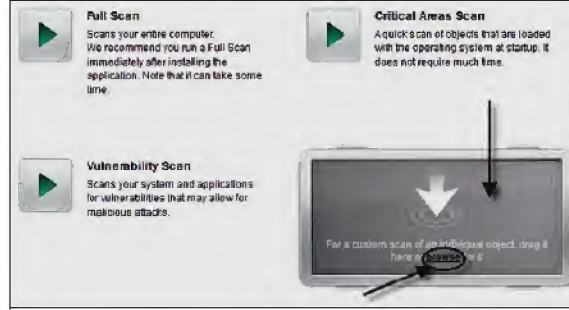 Full Scan
Scans your entire computer.
We recommend you run a Full Scan
immediately after installing the
application. Note that it can take some
time.
Critical Areas Scan
A quick scan of objects that are loaded
with the operating system at startup. It
does not require much time.
Vulnerability Scan
Scans your system and applications
for vulnerabilities that may allow for
malicious attacks.
For a custom scan of an individual object, drag it
here or browse for it